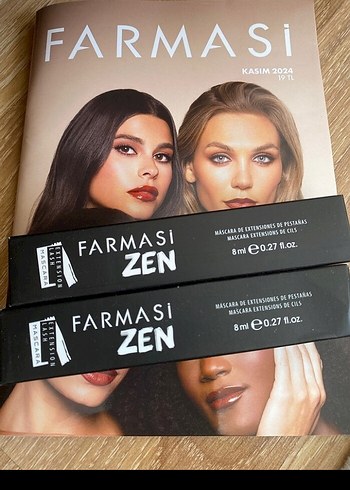 FARMASi
KASIM 2024
19 TL
EXTENSION
LASH
MASCARA
FARMASi
ZEN
MÁSCARA DE EXTENSIONES DE PESTAÑAS
MASCARA EXTENSIONS DE CILS
8 ml ℮ 0.27 fl.oz.
EXTENSION
LASH
MASCARA
FARMASi
ZEN
MÁSCARA DE EXTENSIONES DE PESTAÑAS
MASCARA EXTENSIONS DE CILS
8 ml ℮ 0.27 fl.oz.